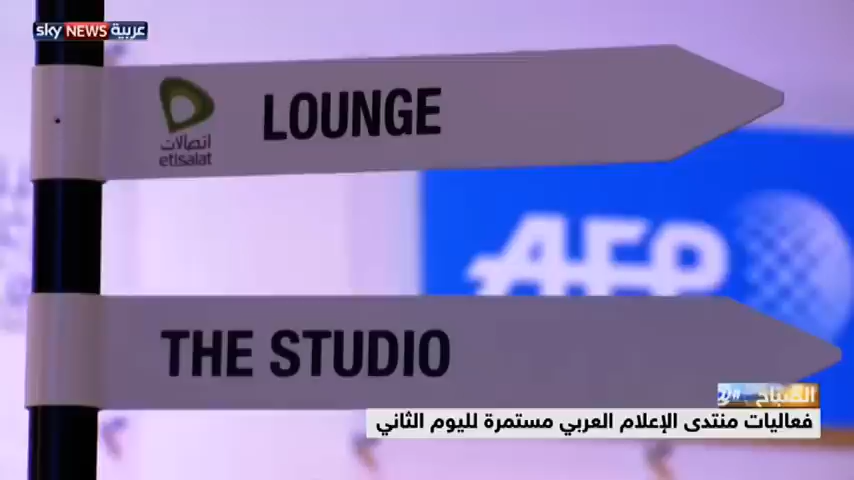 sky NEWS عربية
LOUNGE
اتصالات
etisalat
AFP
THE STUDIO
الصباح
فعاليات منتدى الإعلام العربي مستمرة لليوم الثاني